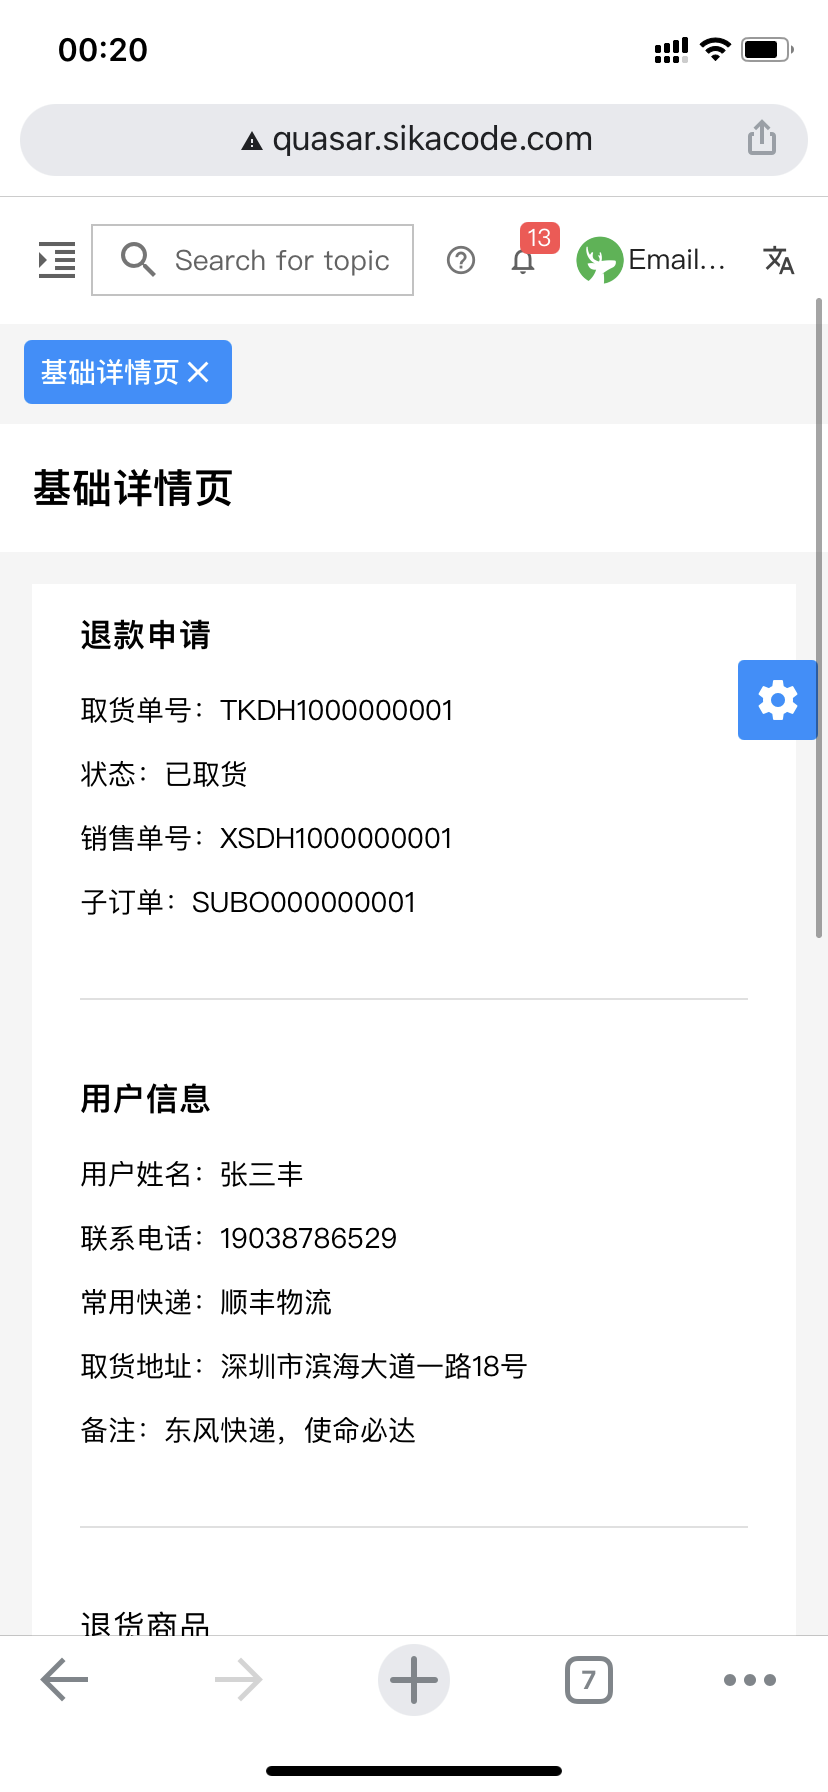 00:20
quasar.sikacode.com
Search for topic
13
Email...
基础详情页
基础详情页
退款申请
取货单号：TKDH1000000001
状态：已取货
销售单号：XSDH1000000001
子订单：SUBO000000001
用户信息
用户姓名：张三丰
联系电话：19038786529
常用快递：顺丰物流
取货地址：深圳市滨海大道一路18号
备注：东风快递，使命必达
退货商品
7